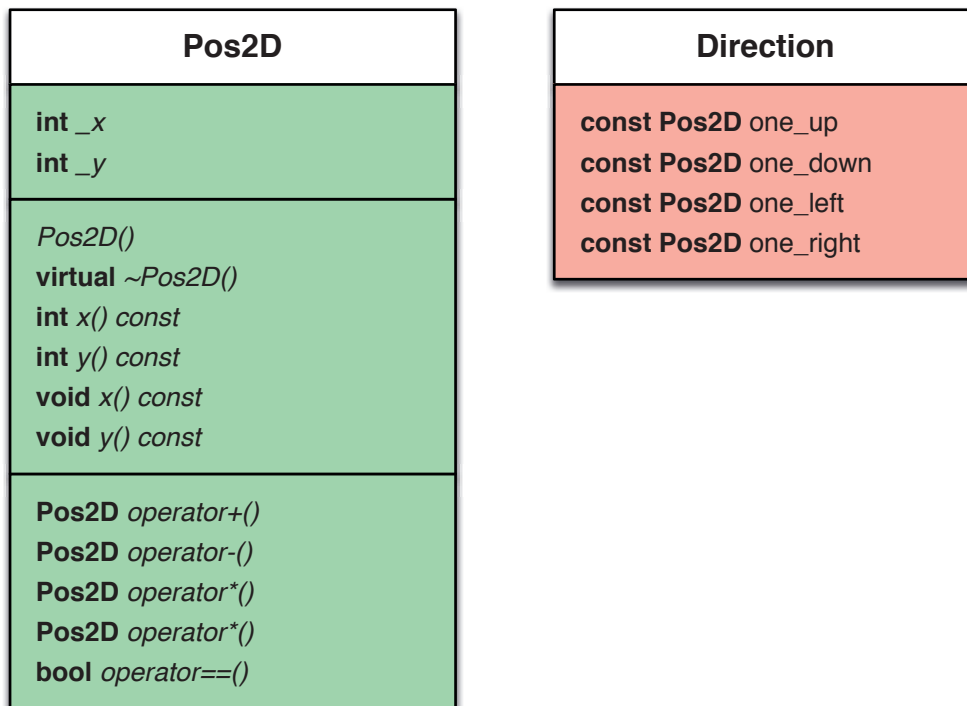 Pos2D
int _x
int _y
Pos2D()
virtual ~Pos2D()
int x() const
int y() const
void x() const
void y() const
Pos2D operator+()
Pos2D operator-()
Pos2D operator*()
Pos2D operator*()
bool operator==()
Direction
const Pos2D one_up
const Pos2D one_down
const Pos2D one_left
const Pos2D one_right